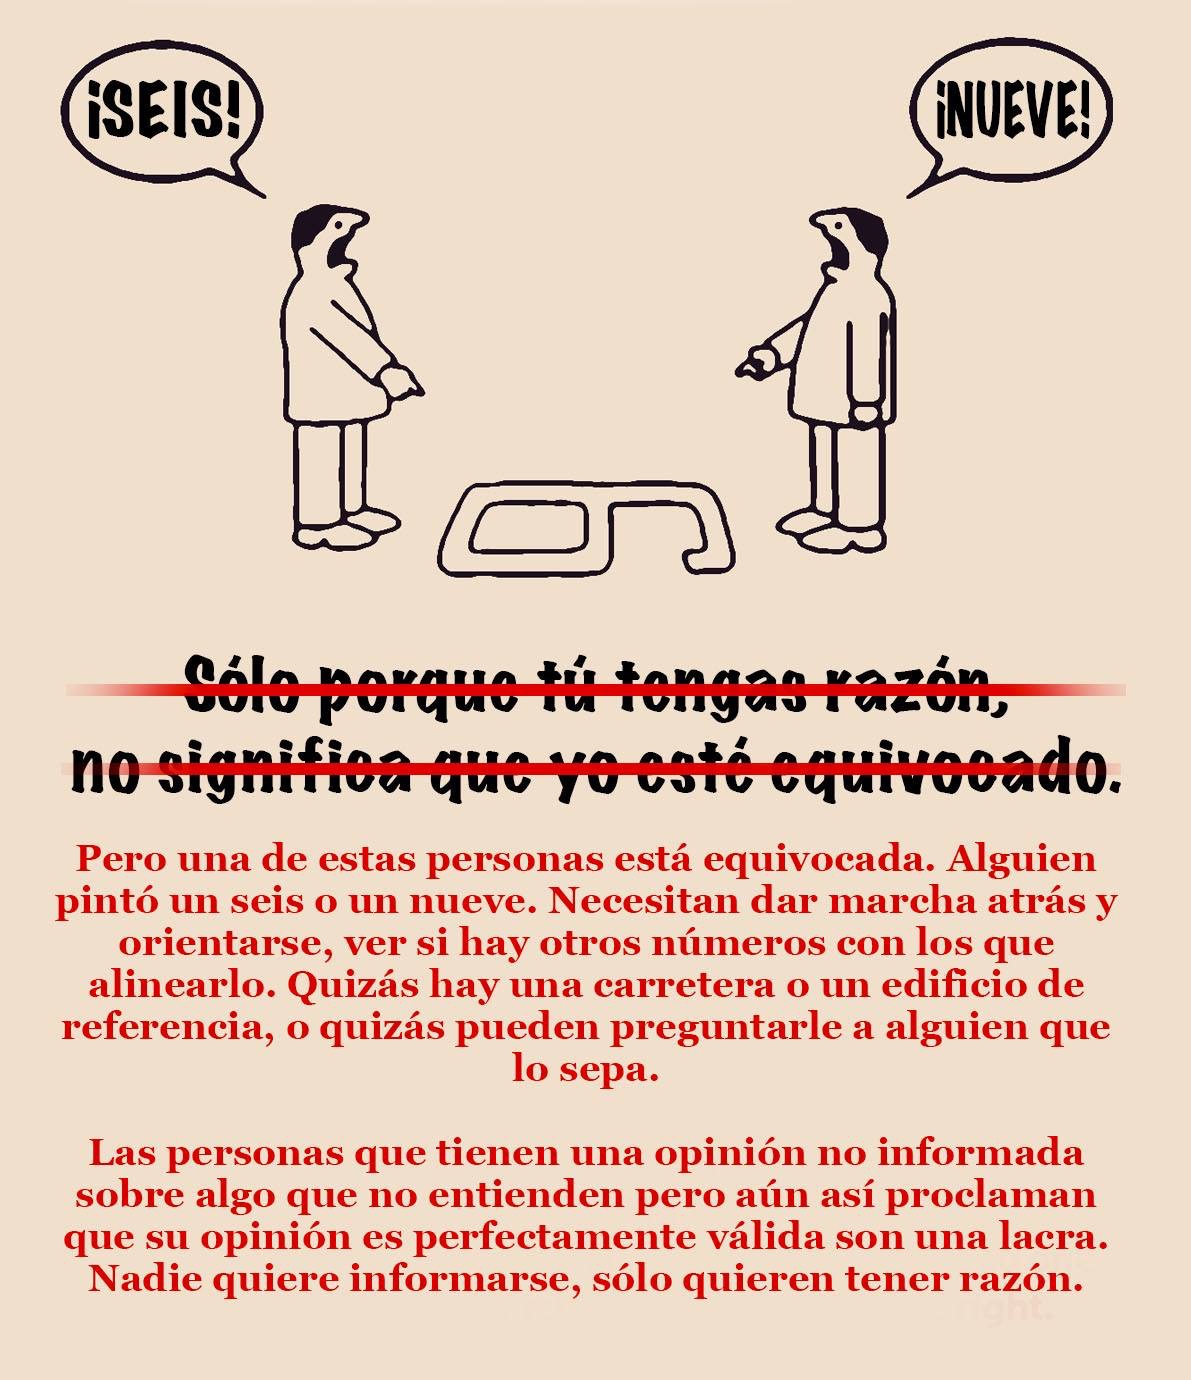 ¡SEIS!
¡NUEVE!
Sólo porque tú tengas razón,
no significa que yo esté equivocado.
Pero una de estas personas está equivocada. Alguien
pintó un seis o un nueve. Necesitan dar marcha atrás y
orientarse, ver si hay otros números con los que
alinearlo. Quizás hay una carretera o un edificio de
referencia, o quizás pueden preguntarle a alguien que
lo sepa.
Las personas que tienen una opinión no informada
sobre algo que no entienden pero aún así proclaman
que su opinión es perfectamente válida son una lacra.
Nadie quiere informarse, sólo quieren tener razón.